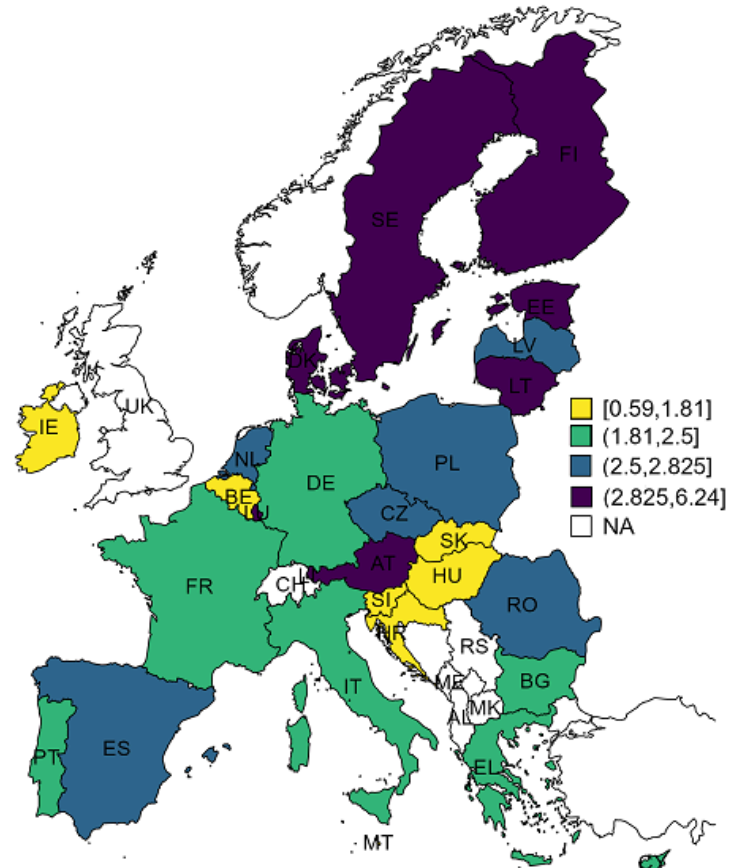 FI
SE
EE
DK
LV
LT
UK
IE
[0.59,1.81]
(1.81,2.5]
(2.5,2.825]
(2.825,6.24]
NA
NL
PL
DE
BE
LU
CZ
SK
AT
CH
HU
FR
SI
RO
HR
RS
ME
BG
IT
MK
AL
PT
ES
EL
MT